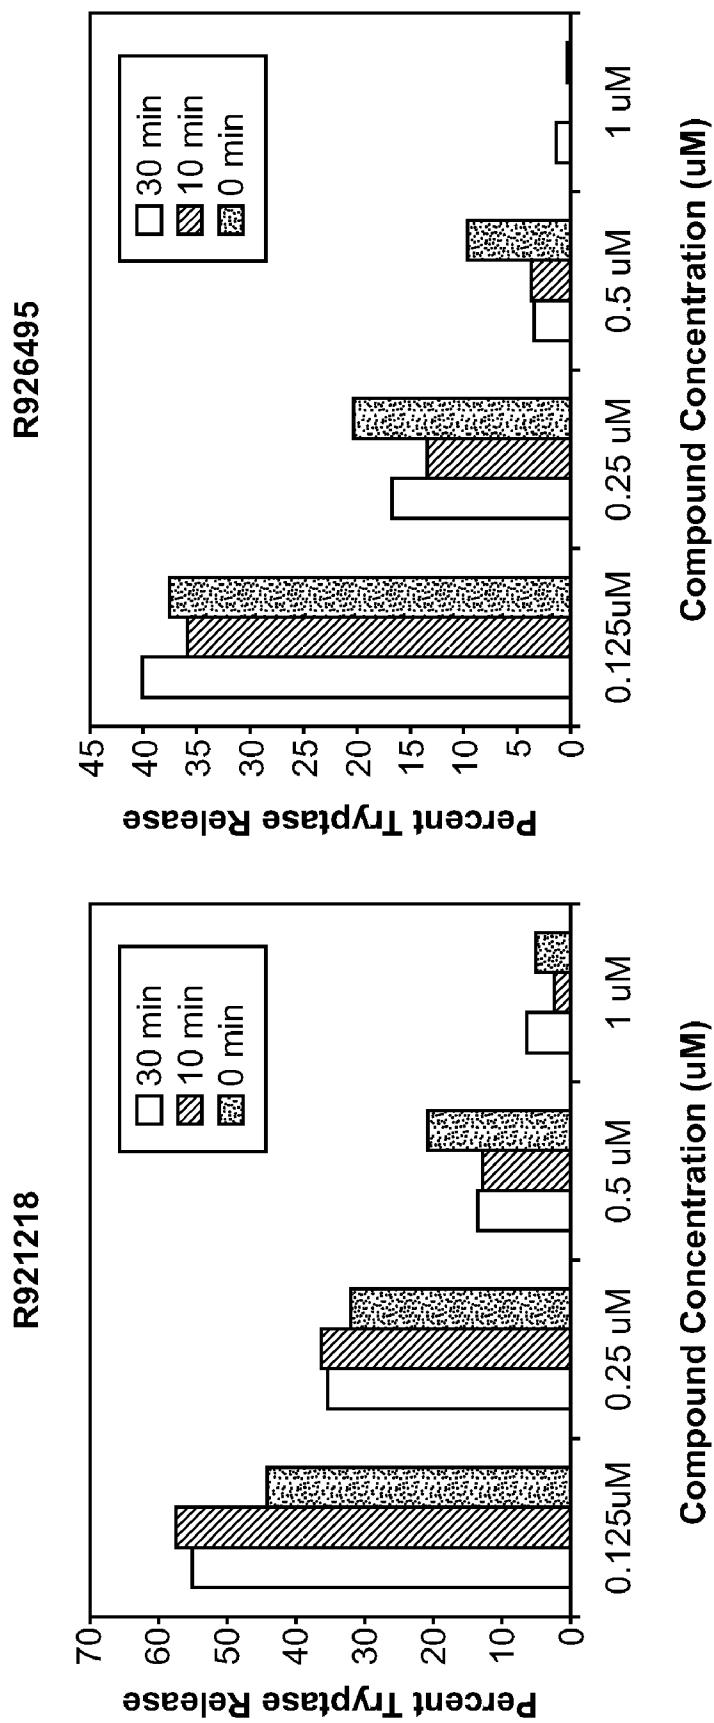 R921218
Percent Tryptase Release
70
60
50
40
30
20
10
0
30 min
10 min
0 min
0.125uM
0.25 uM
0.5 uM
1 uM
Compound Concentration (uM)
R926495
Percent Tryptase Release
45
40
35
30
25
20
15
10
5
0
30 min
10 min
0 min
0.125uM
0.25 uM
0.5 uM
1 uM
Compound Concentration (uM)